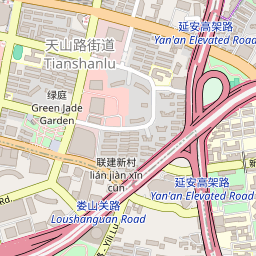 延安高架路
Yan'an Elevated Road
天山路街道
Tianshanlu
绿庭
Green Jade
Garden
联建新村
lián jiàn xīn
cūn
延安高架路
Yan'an Elevated Road
Rd.
娄山关路
Loushanguan Road